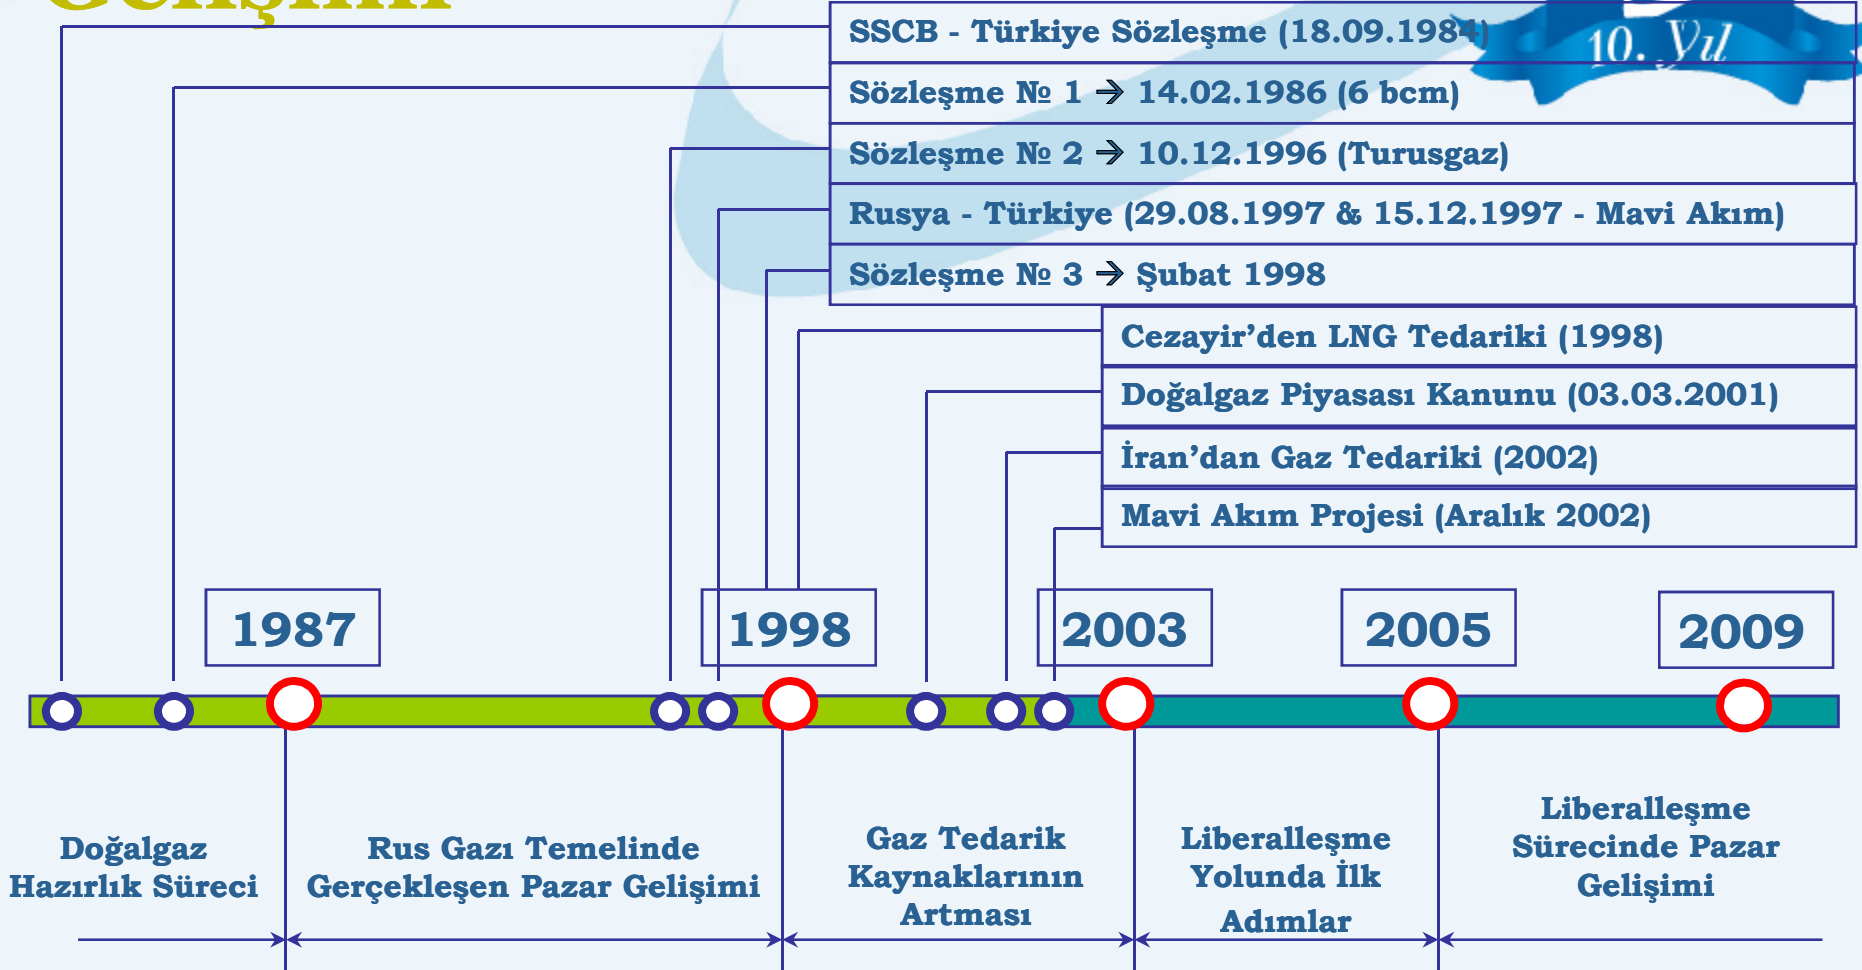 Gelişimi
SSCB - Türkiye Sözleşme (18.09.1984)
10. Yıl
Sözleşme № 1 → 14.02.1986 (6 bcm)
Sözleşme № 2 → 10.12.1996 (Turusgaz)
Rusya - Türkiye (29.08.1997 & 15.12.1997 - Mavi Akım)
Sözleşme № 3 → Şubat 1998
Cezayir’den LNG Tedariki (1998)
Doğalgaz Piyasası Kanunu (03.03.2001)
İran’dan Gaz Tedariki (2002)
Mavi Akım Projesi (Aralık 2002)
1987
1998
2003
2005
2009
Doğalgaz
Hazırlık Süreci
Rus Gazı Temelinde
Gerçekleşen Pazar Gelişimi
Gaz Tedarik
Kaynaklarının
Artması
Liberalleşme
Yolunda İlk
Adımlar
Liberalleşme
Sürecinde Pazar
Gelişimi